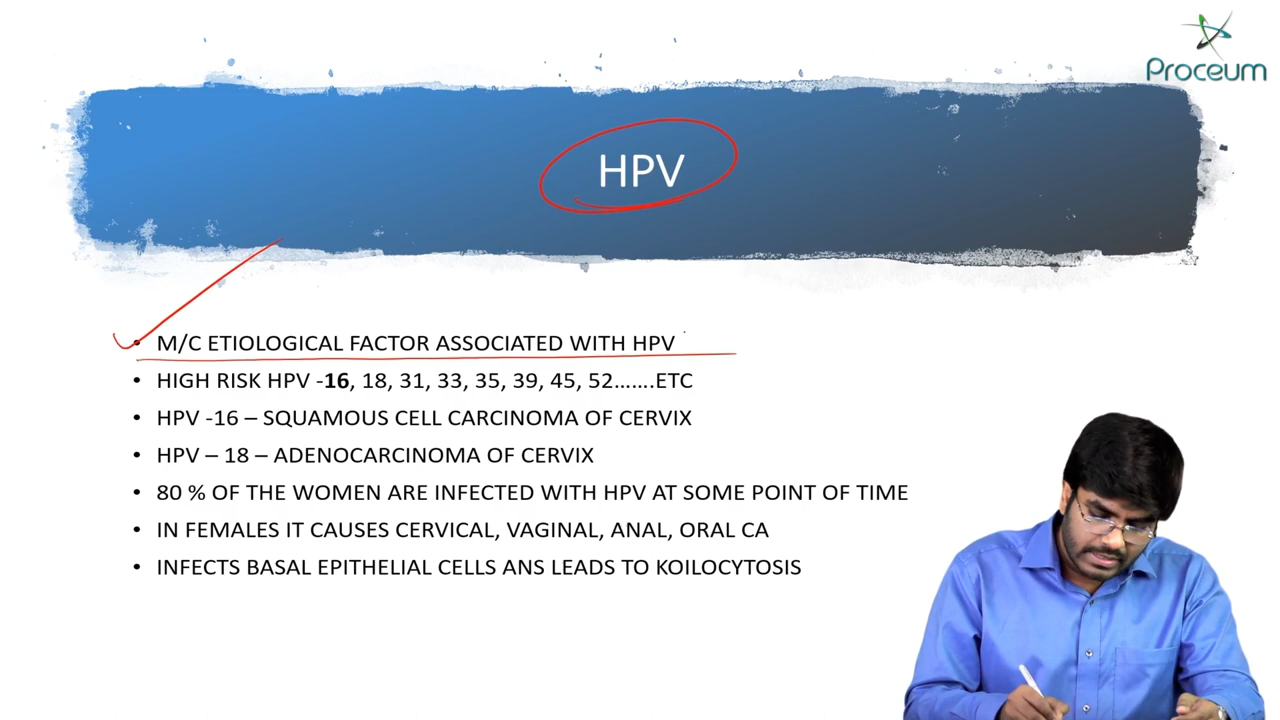 Proceum
HPV
• M/C ETIOLOGICAL FACTOR ASSOCIATED WITH HPV
• HIGH RISK HPV -16, 18, 31, 33, 35, 39, 45, 52…….ETC
• HPV -16 – SQUAMOUS CELL CARCINOMA OF CERVIX
• HPV – 18 – ADENOCARCINOMA OF CERVIX
• 80 % OF THE WOMEN ARE INFECTED WITH HPV AT SOME POINT OF TIME
• IN FEMALES IT CAUSES CERVICAL, VAGINAL, ANAL, ORAL CA
• INFECTS BASAL EPITHELIAL CELLS ANS LEADS TO KOILOCYTOSIS